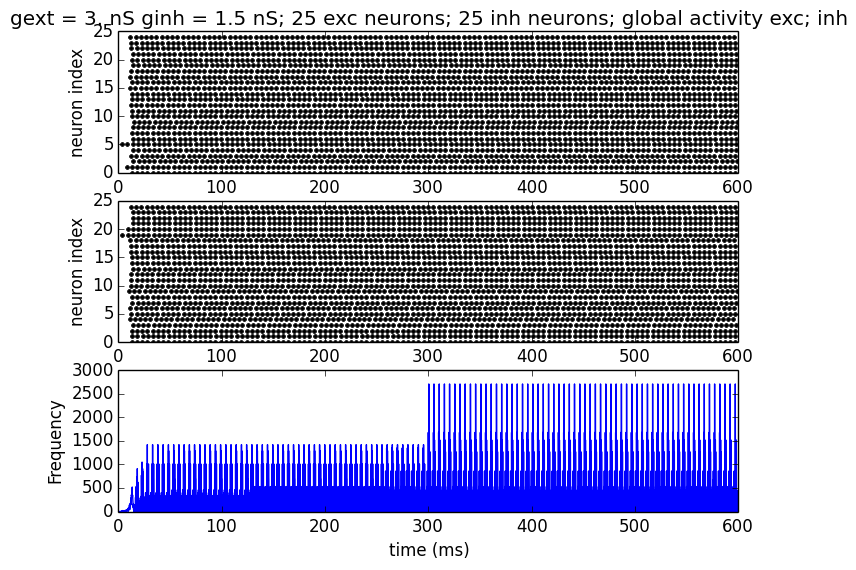 gext = 3, nS ginh = 1.5 nS; 25 exc neurons; 25 inh neurons; global activity exc; inh
25
20
15
10
5
0
neuron index
0 100 200 300 400 500 600
25
20
15
10
5
0
neuron index
0 100 200 300 400 500 600
3000
2500
2000
1500
1000
500
0
Frequency
0 100 200 300 400 500 600
time (ms)